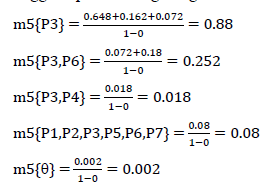 m5{P3} = 0.648+0.162+0.072 / 1−0 = 0.88
m5{P3,P6} = 0.072+0.18 / 1−0 = 0.252
m5{P3,P4} = 0.018 / 1−0 = 0.018
m5{P1,P2,P3,P5,P6,P7} = 0.08 / 1−0 = 0.08
m5{θ} = 0.002 / 1−0 = 0.002